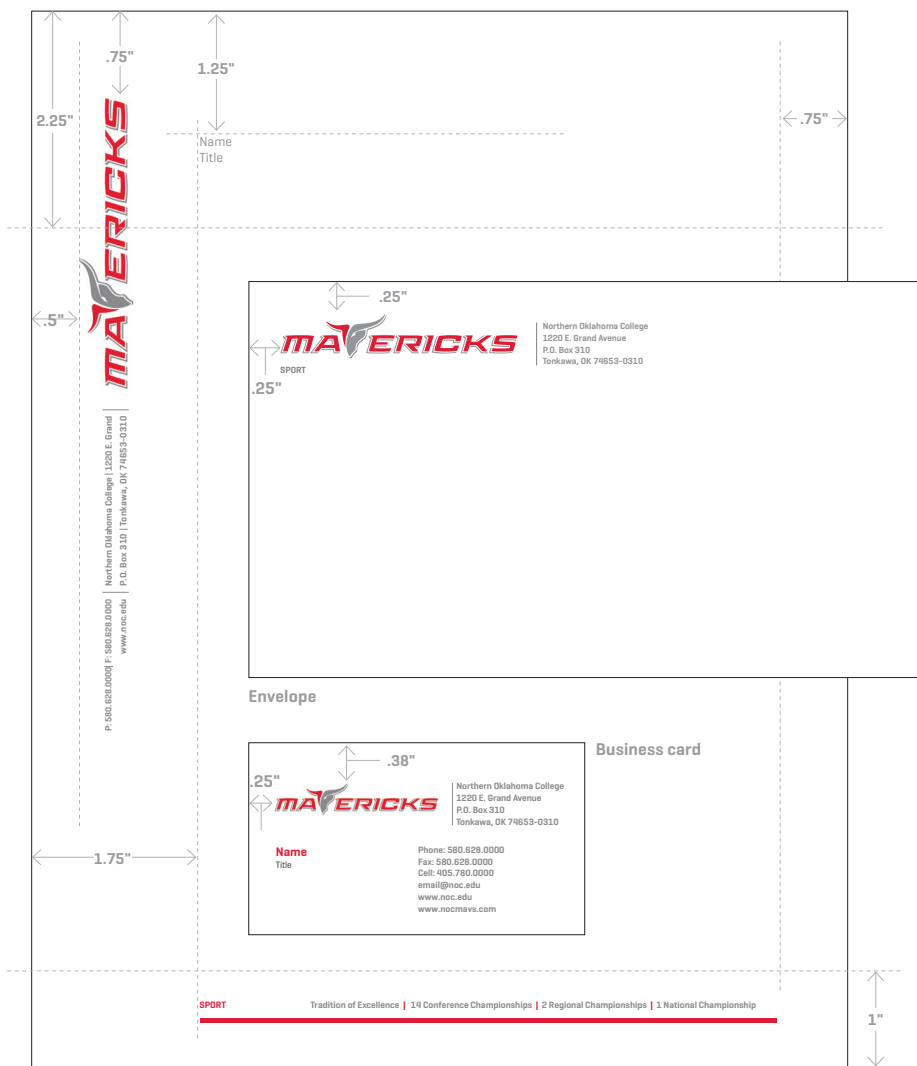 .75"
1.25"
2.25"
.75"
Name
Title
.5"
MAVERICKS
P: 580.628.0000| F: 580.628.0000 | Northern Oklahoma College | 1220 E. Grand
www.noc.edu | P.O. Box 310 | Tonkawa, OK 74653-0310
.25"
MAVERICKS
SPORT
.25"
Northern Oklahoma College
1220 E. Grand Avenue
P.O. Box 310
Tonkawa, OK 74653-0310
Envelope
Business card
.38"
.25"
MAVERICKS
Northern Oklahoma College
1220 E. Grand Avenue
P.O. Box 310
Tonkawa, OK 74653-0310
Name
Title
Phone: 580.628.0000
Fax: 580.628.0000
Cell: 405.780.0000
email@noc.edu
www.noc.edu
www.nocmavs.com
1.75"
SPORT
Tradition of Excellence | 14 Conference Championships | 2 Regional Championships | 1 National Championship
1"